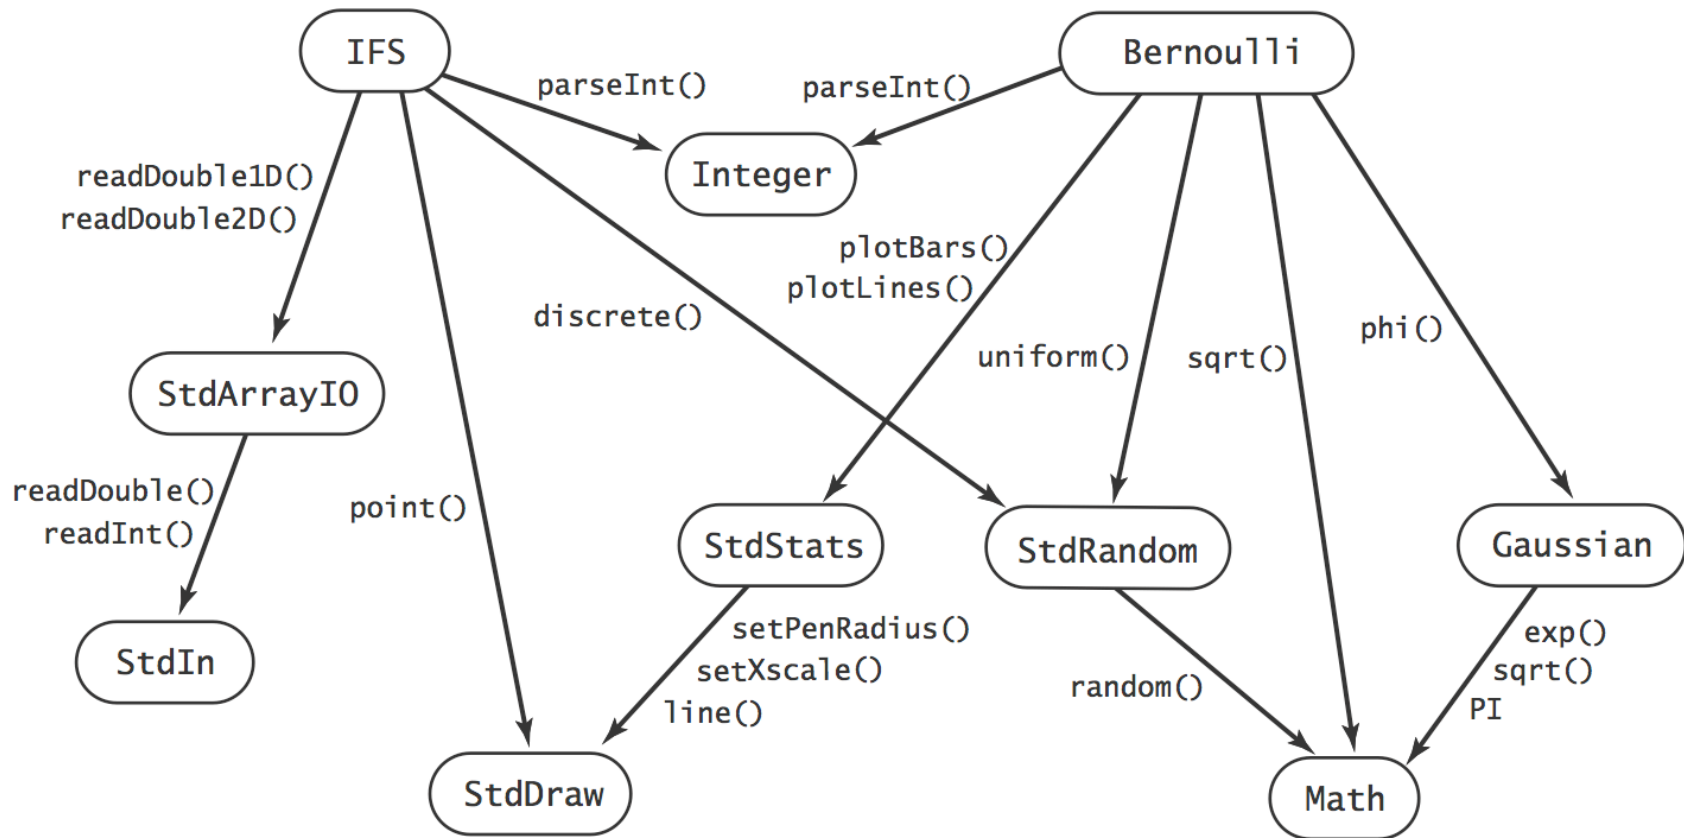 IFS
Bernoulli
parseInt()
parseInt()
Integer
readDouble1D()
readDouble2D()
plotBars()
plotLines()
discrete()
uniform()
sqrt()
phi()
StdArrayIO
readDouble()
readInt()
point()
StdStats
StdRandom
Gaussian
setPenRadius()
setXscale()
line()
random()
exp()
sqrt()
PI
StdIn
StdDraw
Math